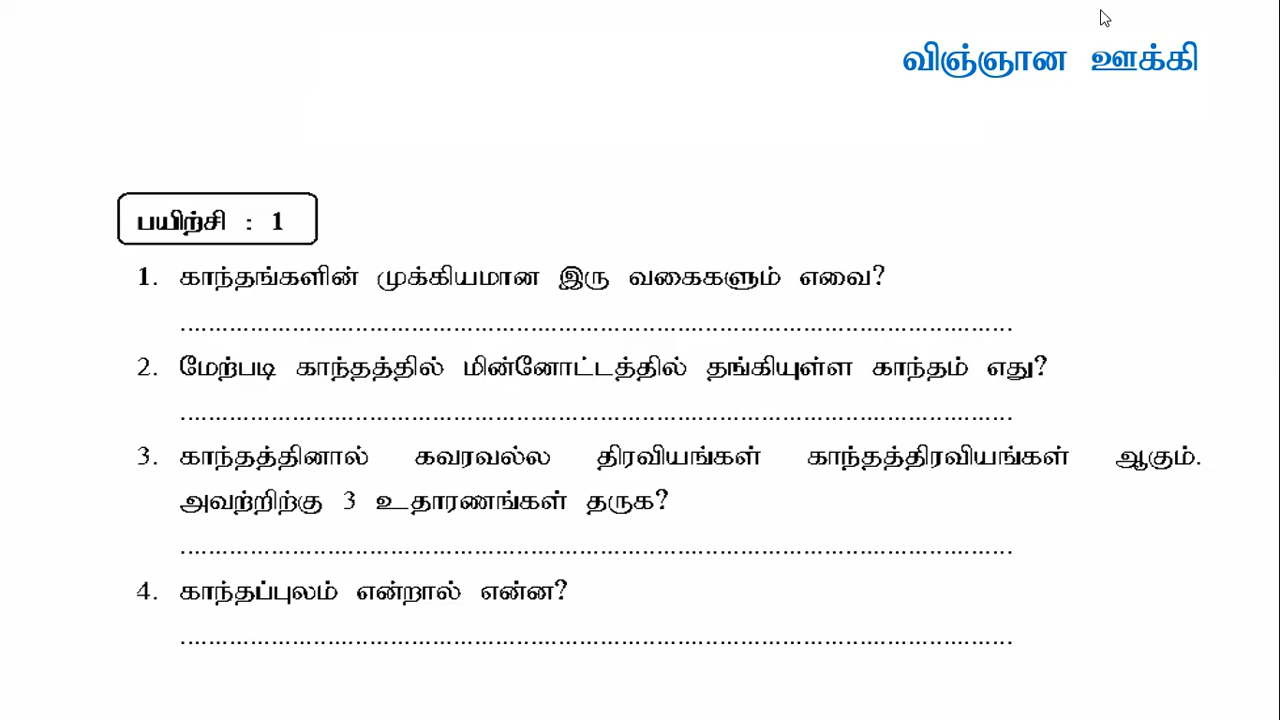 விஞ்ஞான ஊக்கி
பயிற்சி : 1
1. காந்தங்களின் முக்கியமான இரு வகைகளும் எவை?
................................................................................................................
2. மேற்படி காந்தத்தில் மின்னோட்டத்தில் தங்கியுள்ள காந்தம் எது?
................................................................................................................
3. காந்தத்தினால் கவரவல்ல திரவியங்கள் காந்தத்திரவியங்கள் ஆகும்.
அவற்றிற்கு 3 உதாரணங்கள் தருக?
................................................................................................................
4. காந்தப்புலம் என்றால் என்ன?
................................................................................................................